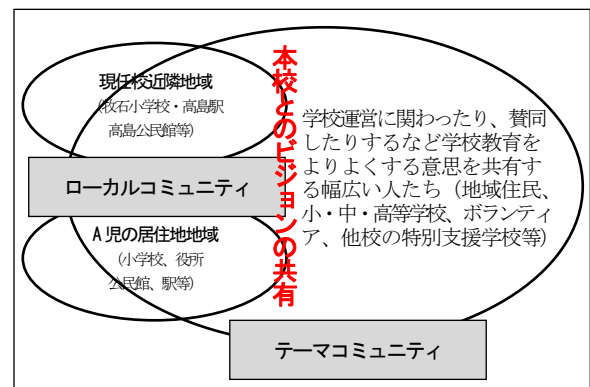 現任校近隣地域
（牧石小学校・高島駅
高島公民館等）
ローカルコミュニティ
A児の居住地地域
（小学校、役所
公民館、駅等）
本校とのビジョンの共有
学校運営に関わったり、賛同
したりするなど学校教育を
よりよくする意思を共有す
る幅広い人たち（地域住民、
小・中・高等学校、ボランティ
ア、他校の特別支援学校等）
テーマコミュニティ